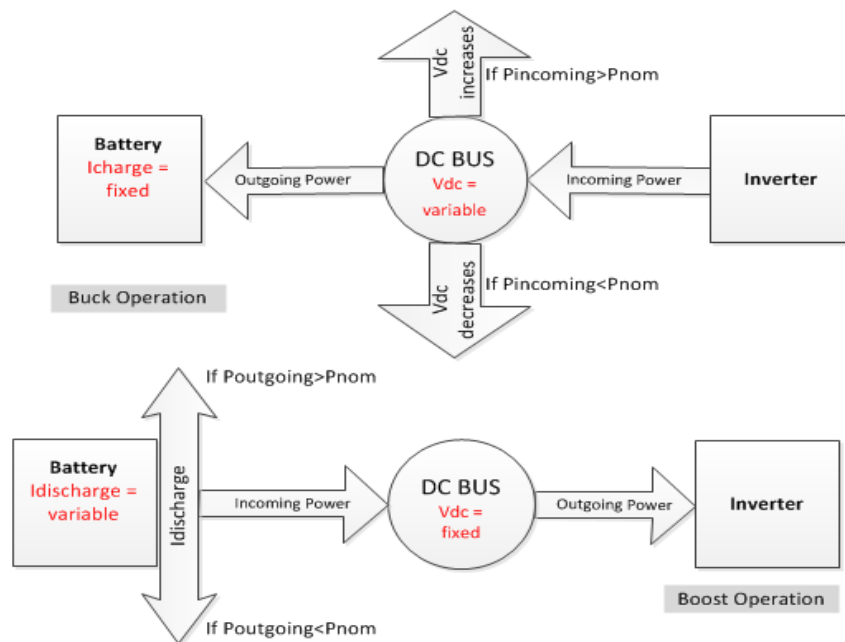 Vdc
increases
If Pincoming>Pnom
Battery
Icharge =
fixed
Outgoing Power
DC BUS
Vdc =
variable
Incoming Power
Inverter
Vdc
decreases
If Pincoming<Pnom
Buck Operation
If Poutgoing>Pnom
Battery
Idischarge =
variable
Idischarge
Incoming Power
DC BUS
Vdc =
fixed
Outgoing Power
Inverter
If Poutgoing<Pnom
Boost Operation